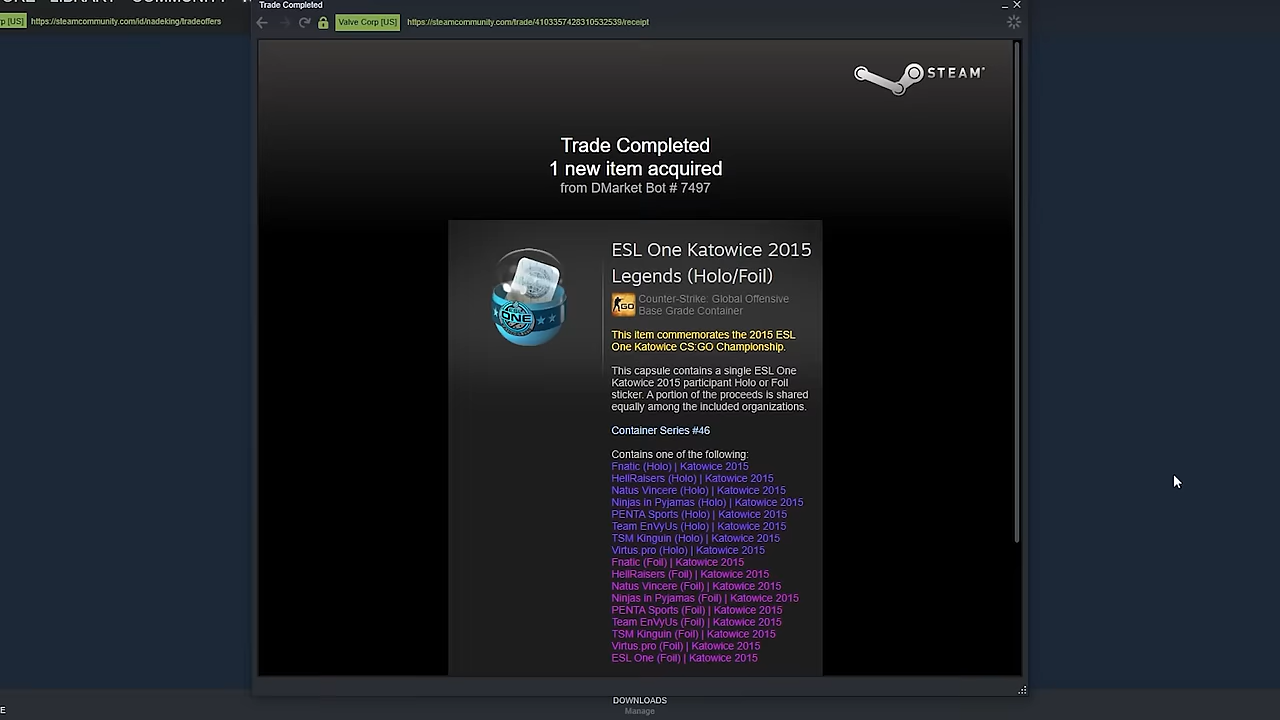 Trade Completed
https://steamcommunity.com/id/nadeking/tradeoffers
Valve Corp [US]
https://steamcommunity.com/trade/4103357428310532539/receipt
STEAM
Trade Completed
1 new item acquired
from DMarket Bot # 7497
ESL One Katowice 2015
Legends (Holo/Foil)
GO
Counter-Strike: Global Offensive
Base Grade Container
ONE
This item commemorates the 2015 ESL
One Katowice CS:GO Championship.
This capsule contains a single ESL One
Katowice 2015 participant Holo or Foil
sticker. A portion of the proceeds is shared
equally among the included organizations.
Container Series #46
Contains one of the following:
Fnatic (Holo) | Katowice 2015
HellRaisers (Holo) | Katowice 2015
Natus Vincere (Holo) | Katowice 2015
Ninjas in Pyjamas (Holo) | Katowice 2015
PENTA Sports (Holo) | Katowice 2015
Team EnVyUs (Holo) | Katowice 2015
TSM Kinguin (Holo) | Katowice 2015
Virtus.pro (Holo) | Katowice 2015
Fnatic (Foil) | Katowice 2015
HellRaisers (Foil) | Katowice 2015
Natus Vincere (Foil) | Katowice 2015
Ninjas in Pyjamas (Foil) | Katowice 2015
PENTA Sports (Foil) | Katowice 2015
Team EnVyUs (Foil) | Katowice 2015
TSM Kinguin (Foil) | Katowice 2015
Virtus.pro (Foil) | Katowice 2015
ESL One (Foil) | Katowice 2015
DOWNLOADS
Manage